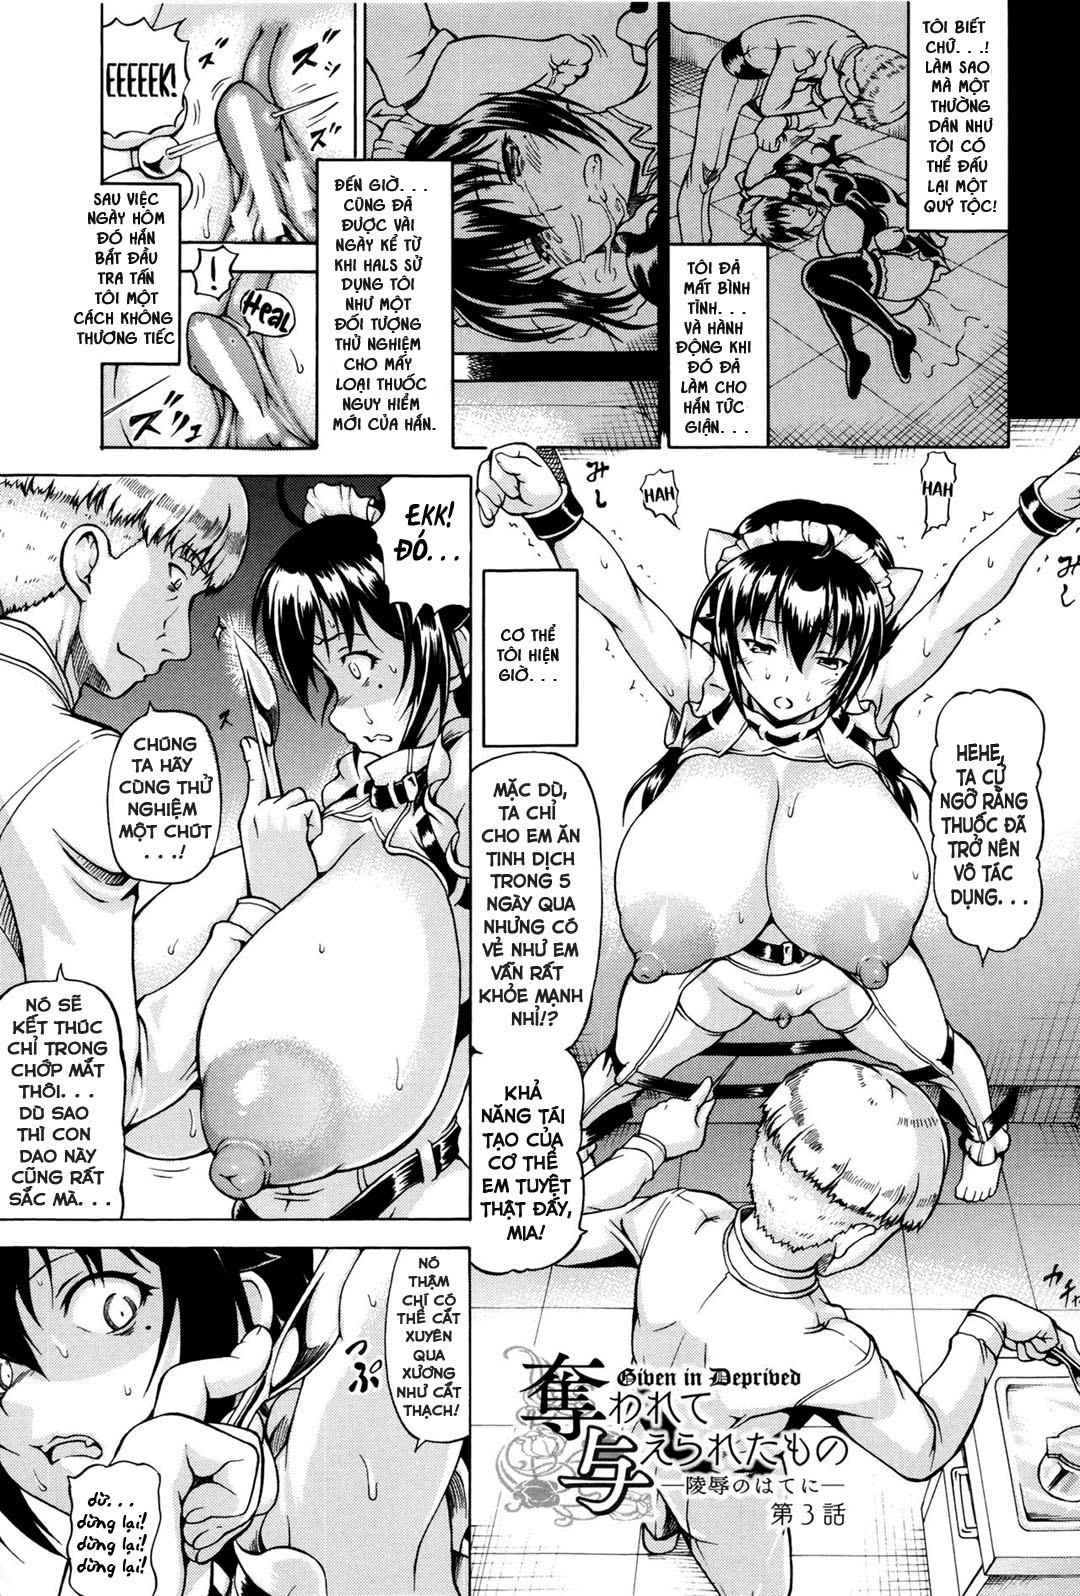 TÔI BIẾT
CHỨ. . .!
LÀM SAO
MÀ MỘT
THƯỜNG
DÂN NHƯ
TÔI CÓ
THỂ ĐẤU
LẠI MỘT
QUÝ TỘC!
TÔI ĐÃ
MẤT BÌNH
TĨNH. . .
VÀ HÀNH
ĐỘNG KHI
ĐÓ ĐÃ
LÀM CHO
HẮN TỨC
GIẬN. . .
ĐẾN GIỜ. . .
CŨNG ĐÃ
ĐƯỢC VÀI
NGÀY KỂ TỪ
KHI HALS SỬ
DỤNG TÔI
NHƯ MỘT
ĐỐI TƯỢNG
THỬ NGHIỆM
CHO MẤY
LOẠI THUỐC
NGUY HIỂM
MỚI CỦA HẮN.
EEEEEK!
SAU VIỆC
NGÀY HÔM
ĐÓ HẮN
BẮT ĐẦU
TRA TẤN
TÔI MỘT
CÁCH KHÔNG
THƯƠNG TIẾC
!
Heal
HAH
HAH
CƠ THỂ
TÔI HIỆN
GIỜ. . .
HEHE,
TA CỨ
NGỠ RẰNG
THUỐC ĐÃ
TRỞ NÊN
VÔ TÁC
DỤNG. . .
MẶC DÙ,
TA CHỈ
CHO EM ĂN
TINH DỊCH
TRONG 5
NGÀY QUA
NHƯNG CÓ
VẺ NHƯ EM
VẪN RẤT
KHỎE MẠNH
NHỈ!?
KHẢ
NĂNG TÁI
TẠO CỦA
CƠ THỂ
EM TUYỆT
THẬT ĐẤY,
MIA!
Given in Deprived
奪われて
与えられたもの
―陵辱のはてに―
第3話
EKK!
ĐÓ. . .
CHÚNG
TA HÃY
CÙNG THỬ
NGHIỆM
MỘT CHÚT
. . .!
NÓ SẼ
KẾT THÚC
CHỈ TRONG
CHỚP MẮT
THÔI. . .
DÙ SAO
THÌ CON
DAO NÀY
CŨNG RẤT
SẮC MÀ. . .
NÓ
THẬM
CHÍ CÓ
THỂ CẮT
XUYÊN
QUA
XƯƠNG
NHƯ CẮT
THẠCH!
dừ. . .
dừng lại!
dừng lại!
dừng lại!